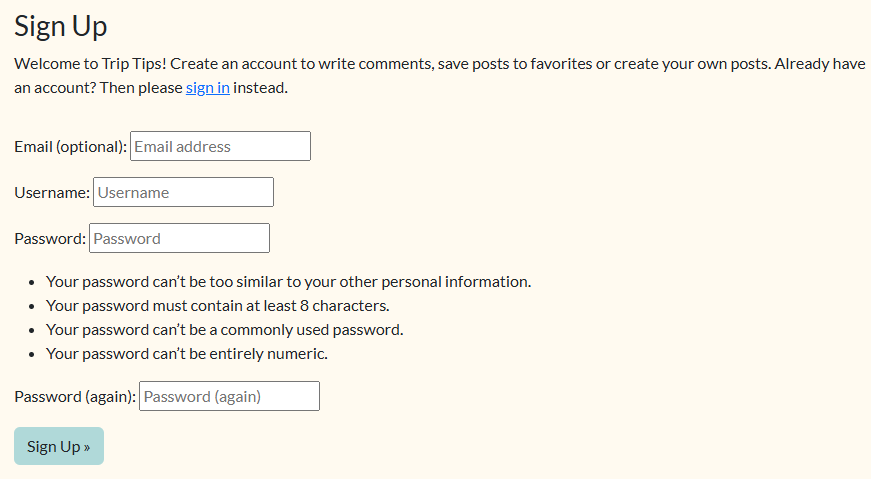 Sign Up
Welcome to Trip Tips! Create an account to write comments, save posts to favorites or create your own posts. Already have
an account? Then please sign in instead.
Email (optional): Email address
Username: Username
Password: Password
• Your password can’t be too similar to your other personal information.
• Your password must contain at least 8 characters.
• Your password can’t be a commonly used password.
• Your password can’t be entirely numeric.
Password (again): Password (again)
Sign Up »